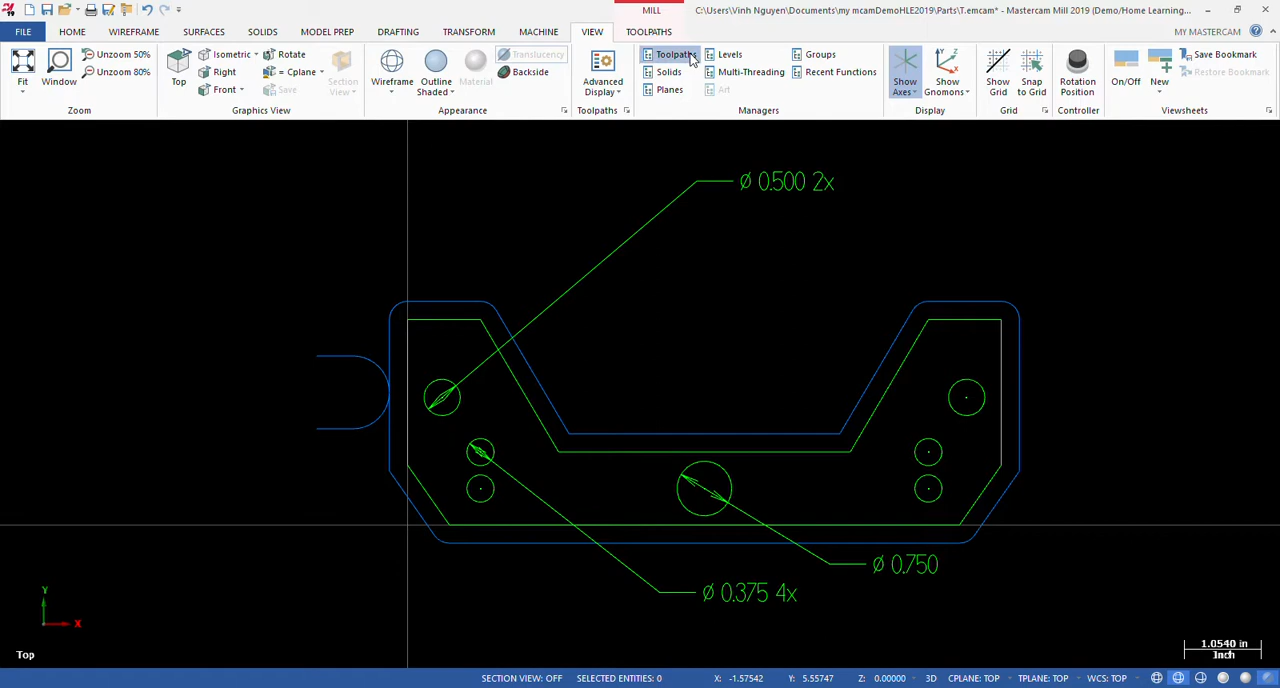 MILL
C:\Users\Vinh Nguyen\Documents\my mcamDemoHLE2019\Parts\T.emcam* - Mastercam Mill 2019 (Demo/Home Learning...
FILE HOME WIREFRAME SURFACES SOLIDS MODEL PREP DRAFTING TRANSFORM MACHINE VIEW TOOLPATHS MY MASTERCAM
Fit
Window
Unzoom 50%
Unzoom 80%
Zoom
Top
Isometric
Right
Front
Rotate
= Cplane
Save
Section View
Graphics View
Wireframe
Outline Shaded
Material
Translucency
Backside
Appearance
Advanced Display
Toolpaths
Toolpaths
Solids
Planes
Levels
Multi-Threading
Art
Groups
Recent Functions
Managers
Show Axes
Show Gnomons
Display
Show Grid
Snap to Grid
Grid
Rotation Position
Controller
On/Off
New
Save Bookmark
Restore Bookmark
Viewsheets
Ø 0.500 2x
Ø 0.750
Ø 0.375 4x
Y
X
Top
1.0540 in
Inch
SECTION VIEW: OFF SELECTED ENTITIES: 0 X: -1.57542 Y: 5.55747 Z: 0.00000 3D CPLANE: TOP TPLANE: TOP WCS: TOP